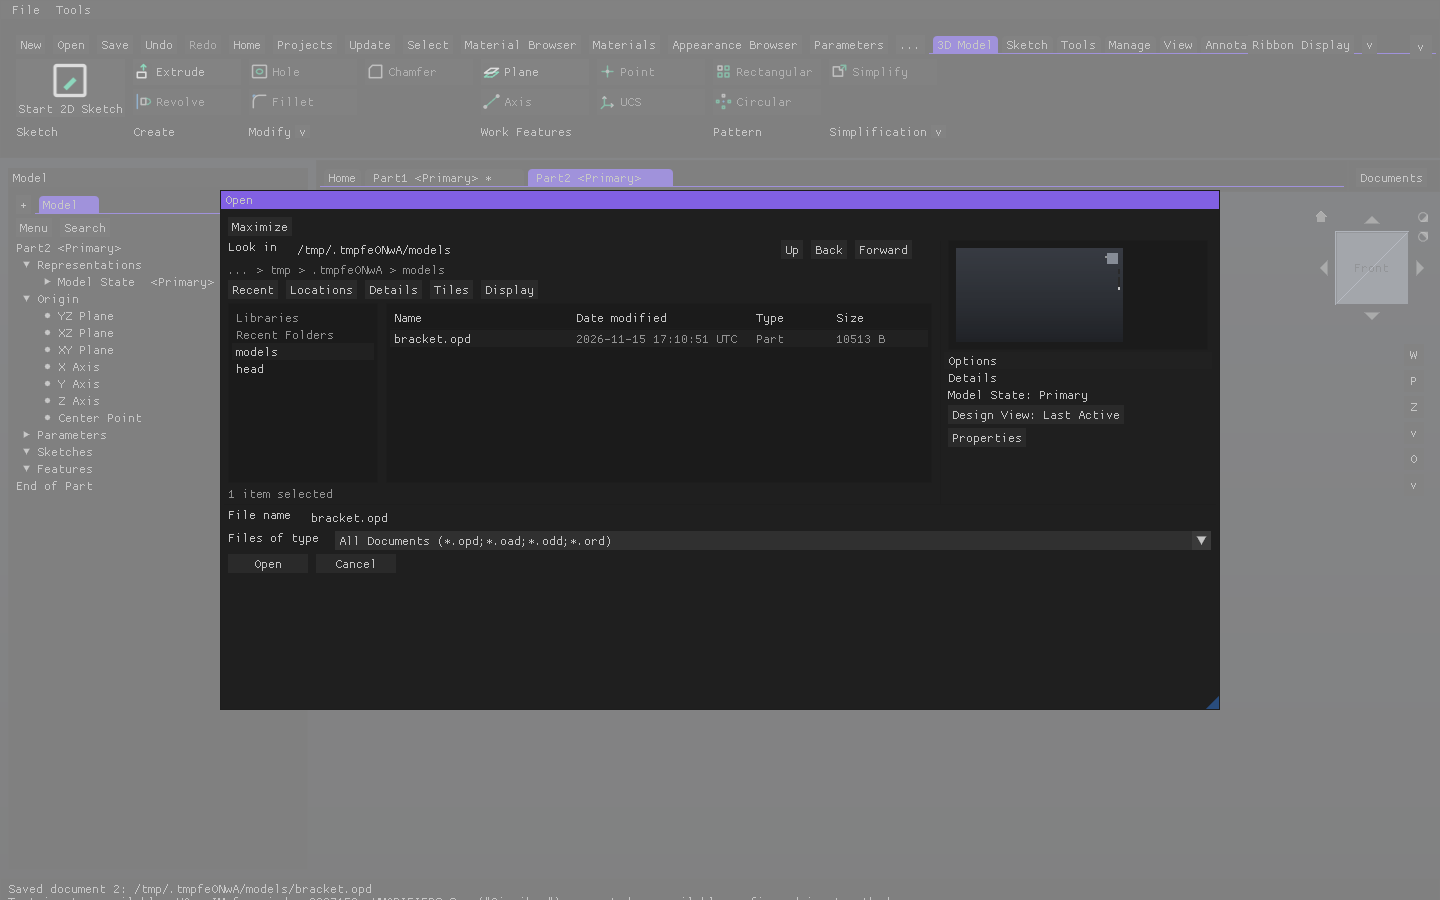 File Tools
New Open Save Undo Redo Home Projects Update Select Material Browser Materials Appearance Browser Parameters ... 3D Model Sketch Tools Manage View Annota Ribbon Display v v
Extrude Hole Chamfer Plane Point Rectangular Simplify
Revolve Fillet Axis UCS Circular
Start 2D Sketch
Sketch Create Modify v Work Features Pattern Simplification v
Model Home Part1 <Primary> * Part2 <Primary> Documents
+ Model
Menu Search
Part2 <Primary>
Representations
Model State <Primary>
Origin
YZ Plane
XZ Plane
XY Plane
X Axis
Y Axis
Z Axis
Center Point
Parameters
Sketches
Features
End of Part
Open
Maximize
Look in /tmp/.tmpfeONwA/models Up Back Forward
... > tmp > .tmpfeONwA > models
Recent Locations Details Tiles Display
Libraries
Recent Folders
models
head
Name Date modified Type Size
bracket.opd 2026-11-15 17:10:51 UTC Part 10513 B
Options
Details
Model State: Primary
Design View: Last Active
Properties
1 item selected
File name bracket.opd
Files of type All Documents (*.opd;*.oad;*.odd;*.ord)
Open Cancel
Front
W
P
Z
v
O
v
Saved document 2: /tmp/.tmpfeONwA/models/bracket.opd